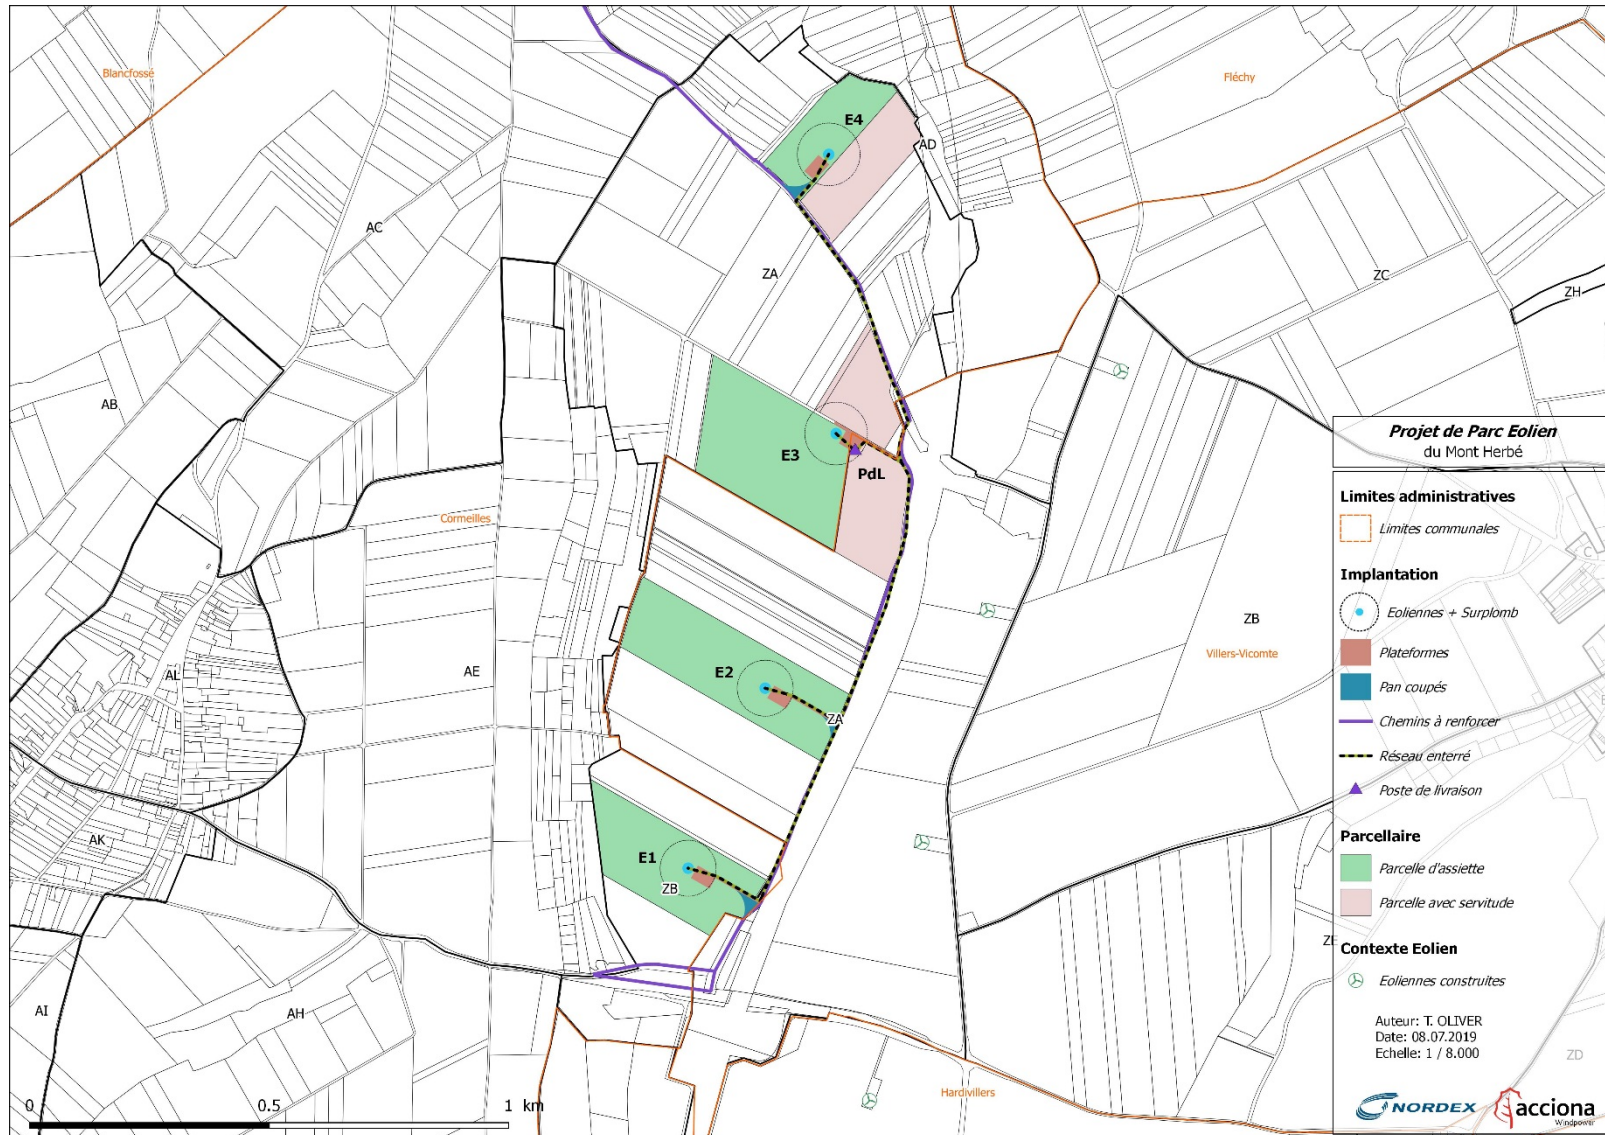 Blancfossé
Fléchy
E4
AD
AC
ZA
ZC
ZH
AB
Projet de Parc Eolien
du Mont Herbé
E3
PdL
Limites administratives
Limites communales
Cormeilles
Implantation
Eoliennes + Surplomb
ZB
Villers-Vicomte
Plateformes
AL
AE
E2
Pan coupés
ZA
Chemins à renforcer
Réseau enterré
Poste de livraison
AK
Parcellaire
E1
Parcelle d'assiette
ZB
Parcelle avec servitude
Contexte Eolien
Eoliennes construites
AI
AH
Auteur: T. OLIVER
Date: 08.07.2019
Echelle: 1 / 8.000
ZD
Hardivillers
0 0.5 1 km
NORDEX
acciona
Windpower